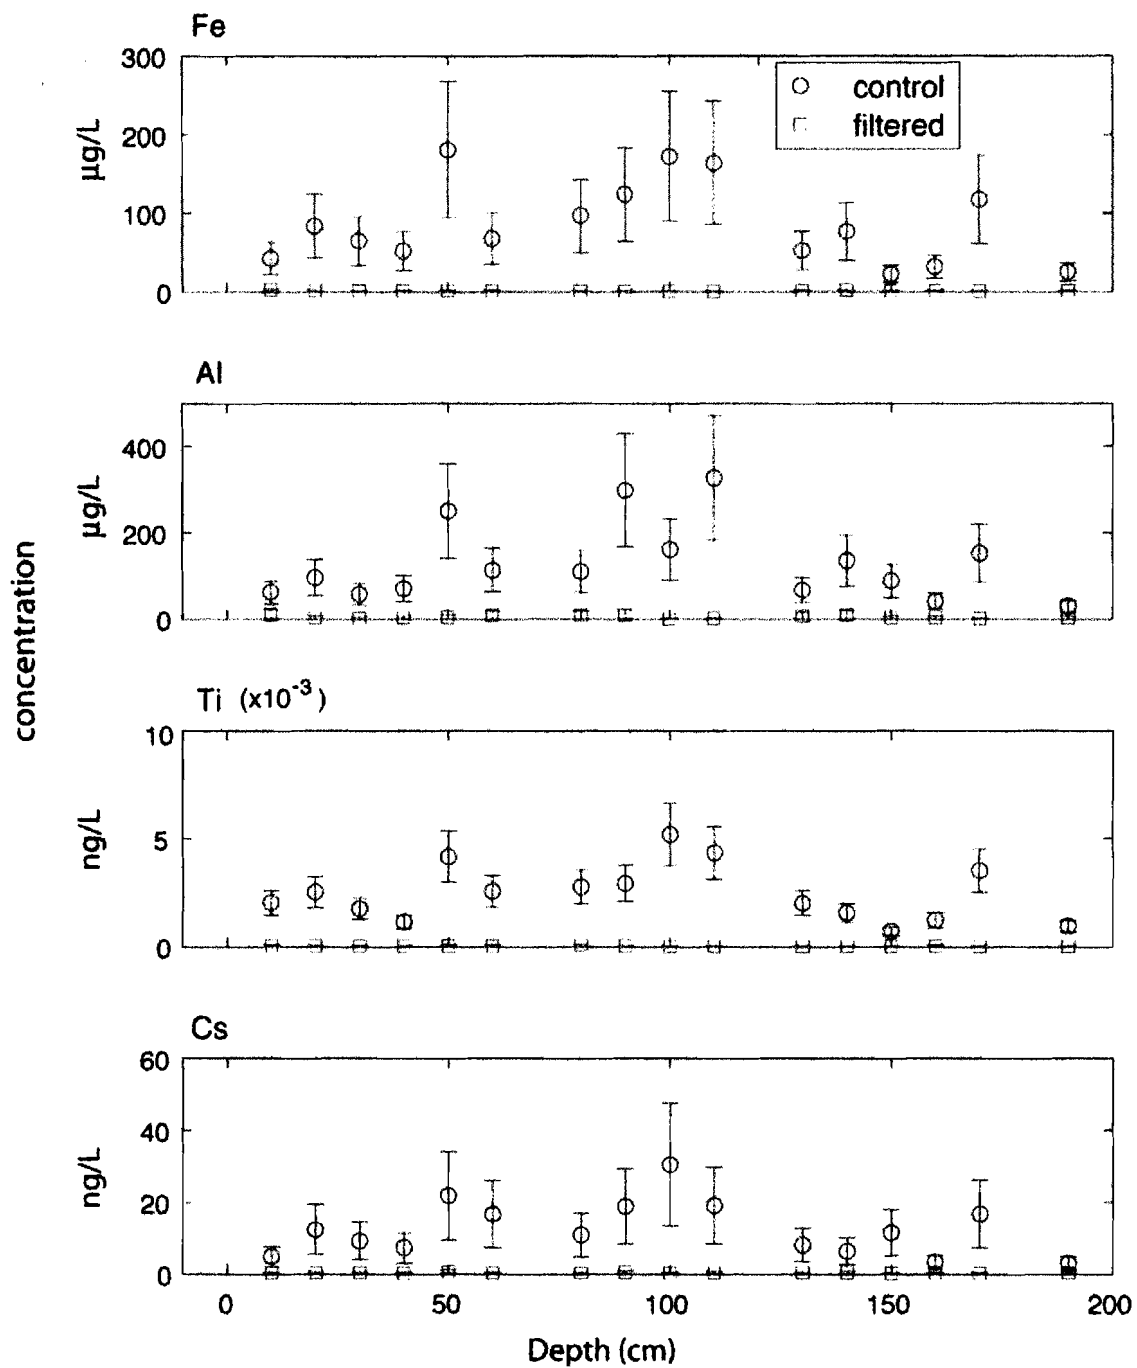 Fe
300
200
100
0
µg/L
control
filtered
Al
400
200
0
µg/L
concentration
Ti (x10-3)
10
5
0
ng/L
Cs
60
40
20
0
ng/L
0 50 100 150 200
Depth (cm)